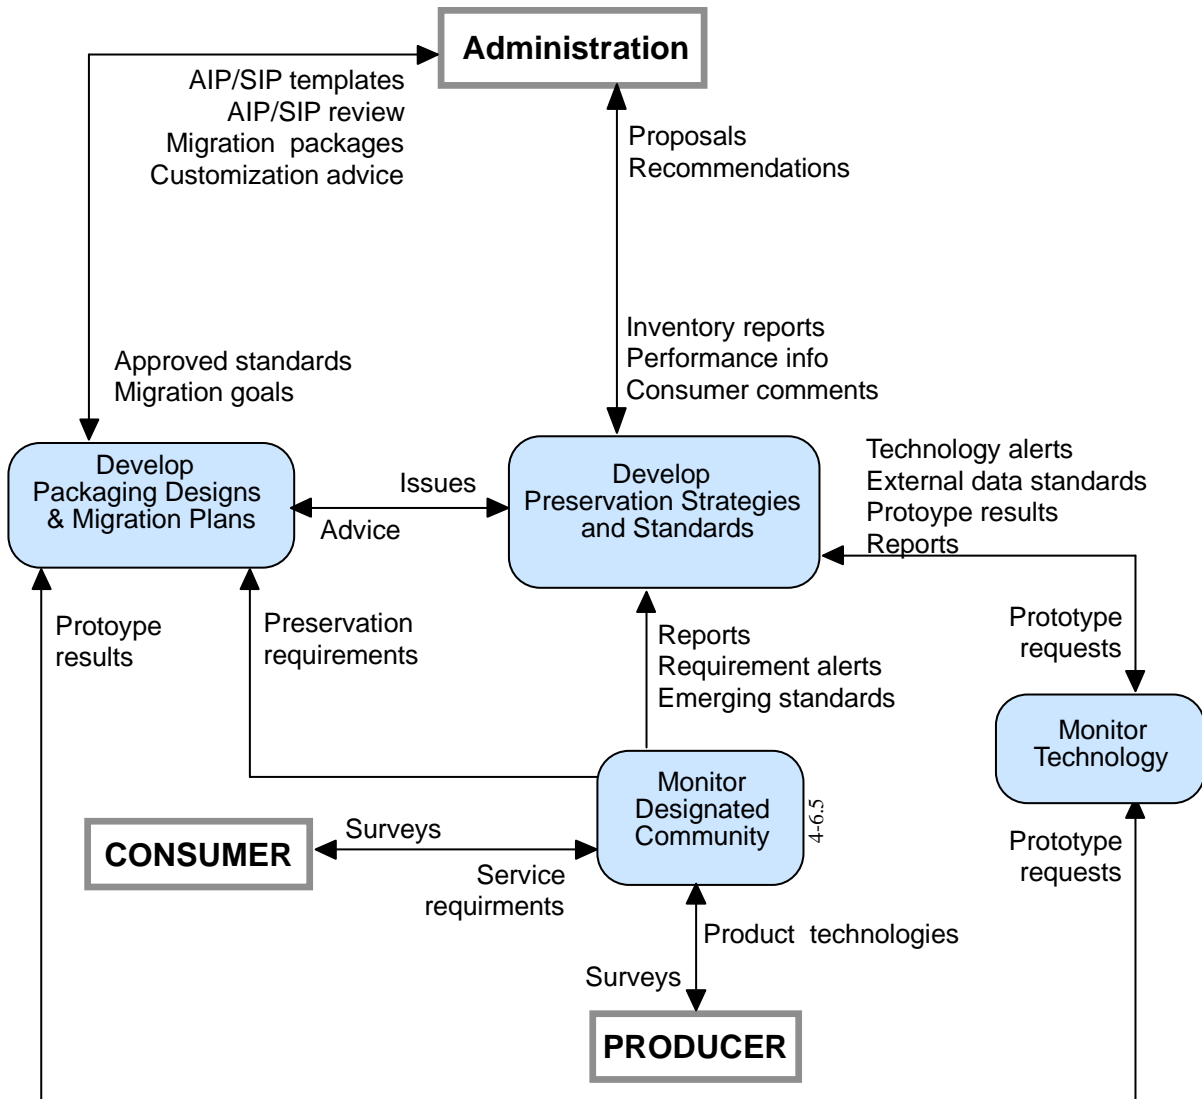 Administration
AIP/SIP templates
AIP/SIP review
Migration packages
Customization advice
Proposals
Recommendations
Inventory reports
Performance info
Consumer comments
Approved standards
Migration goals
Develop
Packaging Designs
& Migration Plans
Issues
Advice
Develop
Preservation Strategies
and Standards
Technology alerts
External data standards
Protoype results
Reports
Protoype
results
Preservation
requirements
Reports
Requirement alerts
Emerging standards
Prototype
requests
Monitor
Technology
Monitor
Designated
Community
4-6.5
CONSUMER
Surveys
Service
requirments
Prototype
requests
Product technologies
Surveys
PRODUCER